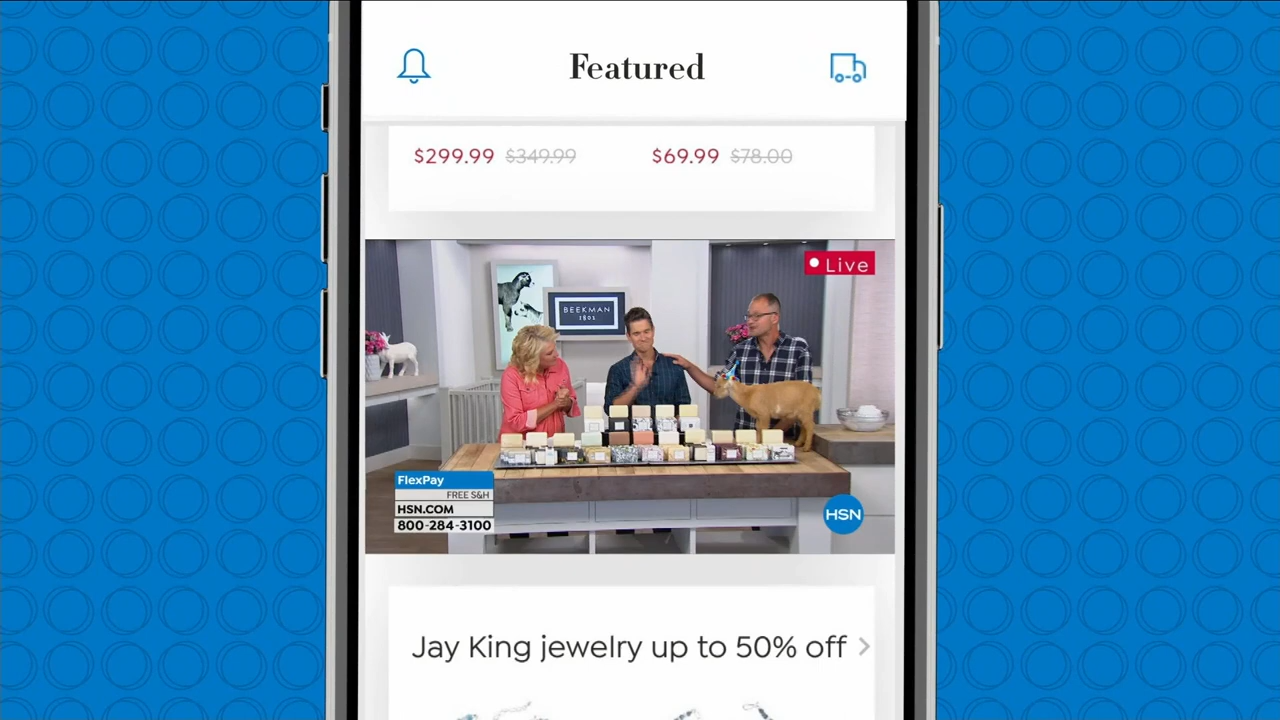 Featured
$299.99 $349.99 $69.99 $78.00
Live
BEEKMAN
1802
FlexPay
FREE S&H
HSN.COM
800-284-3100
HSN
Jay King jewelry up to 50% off